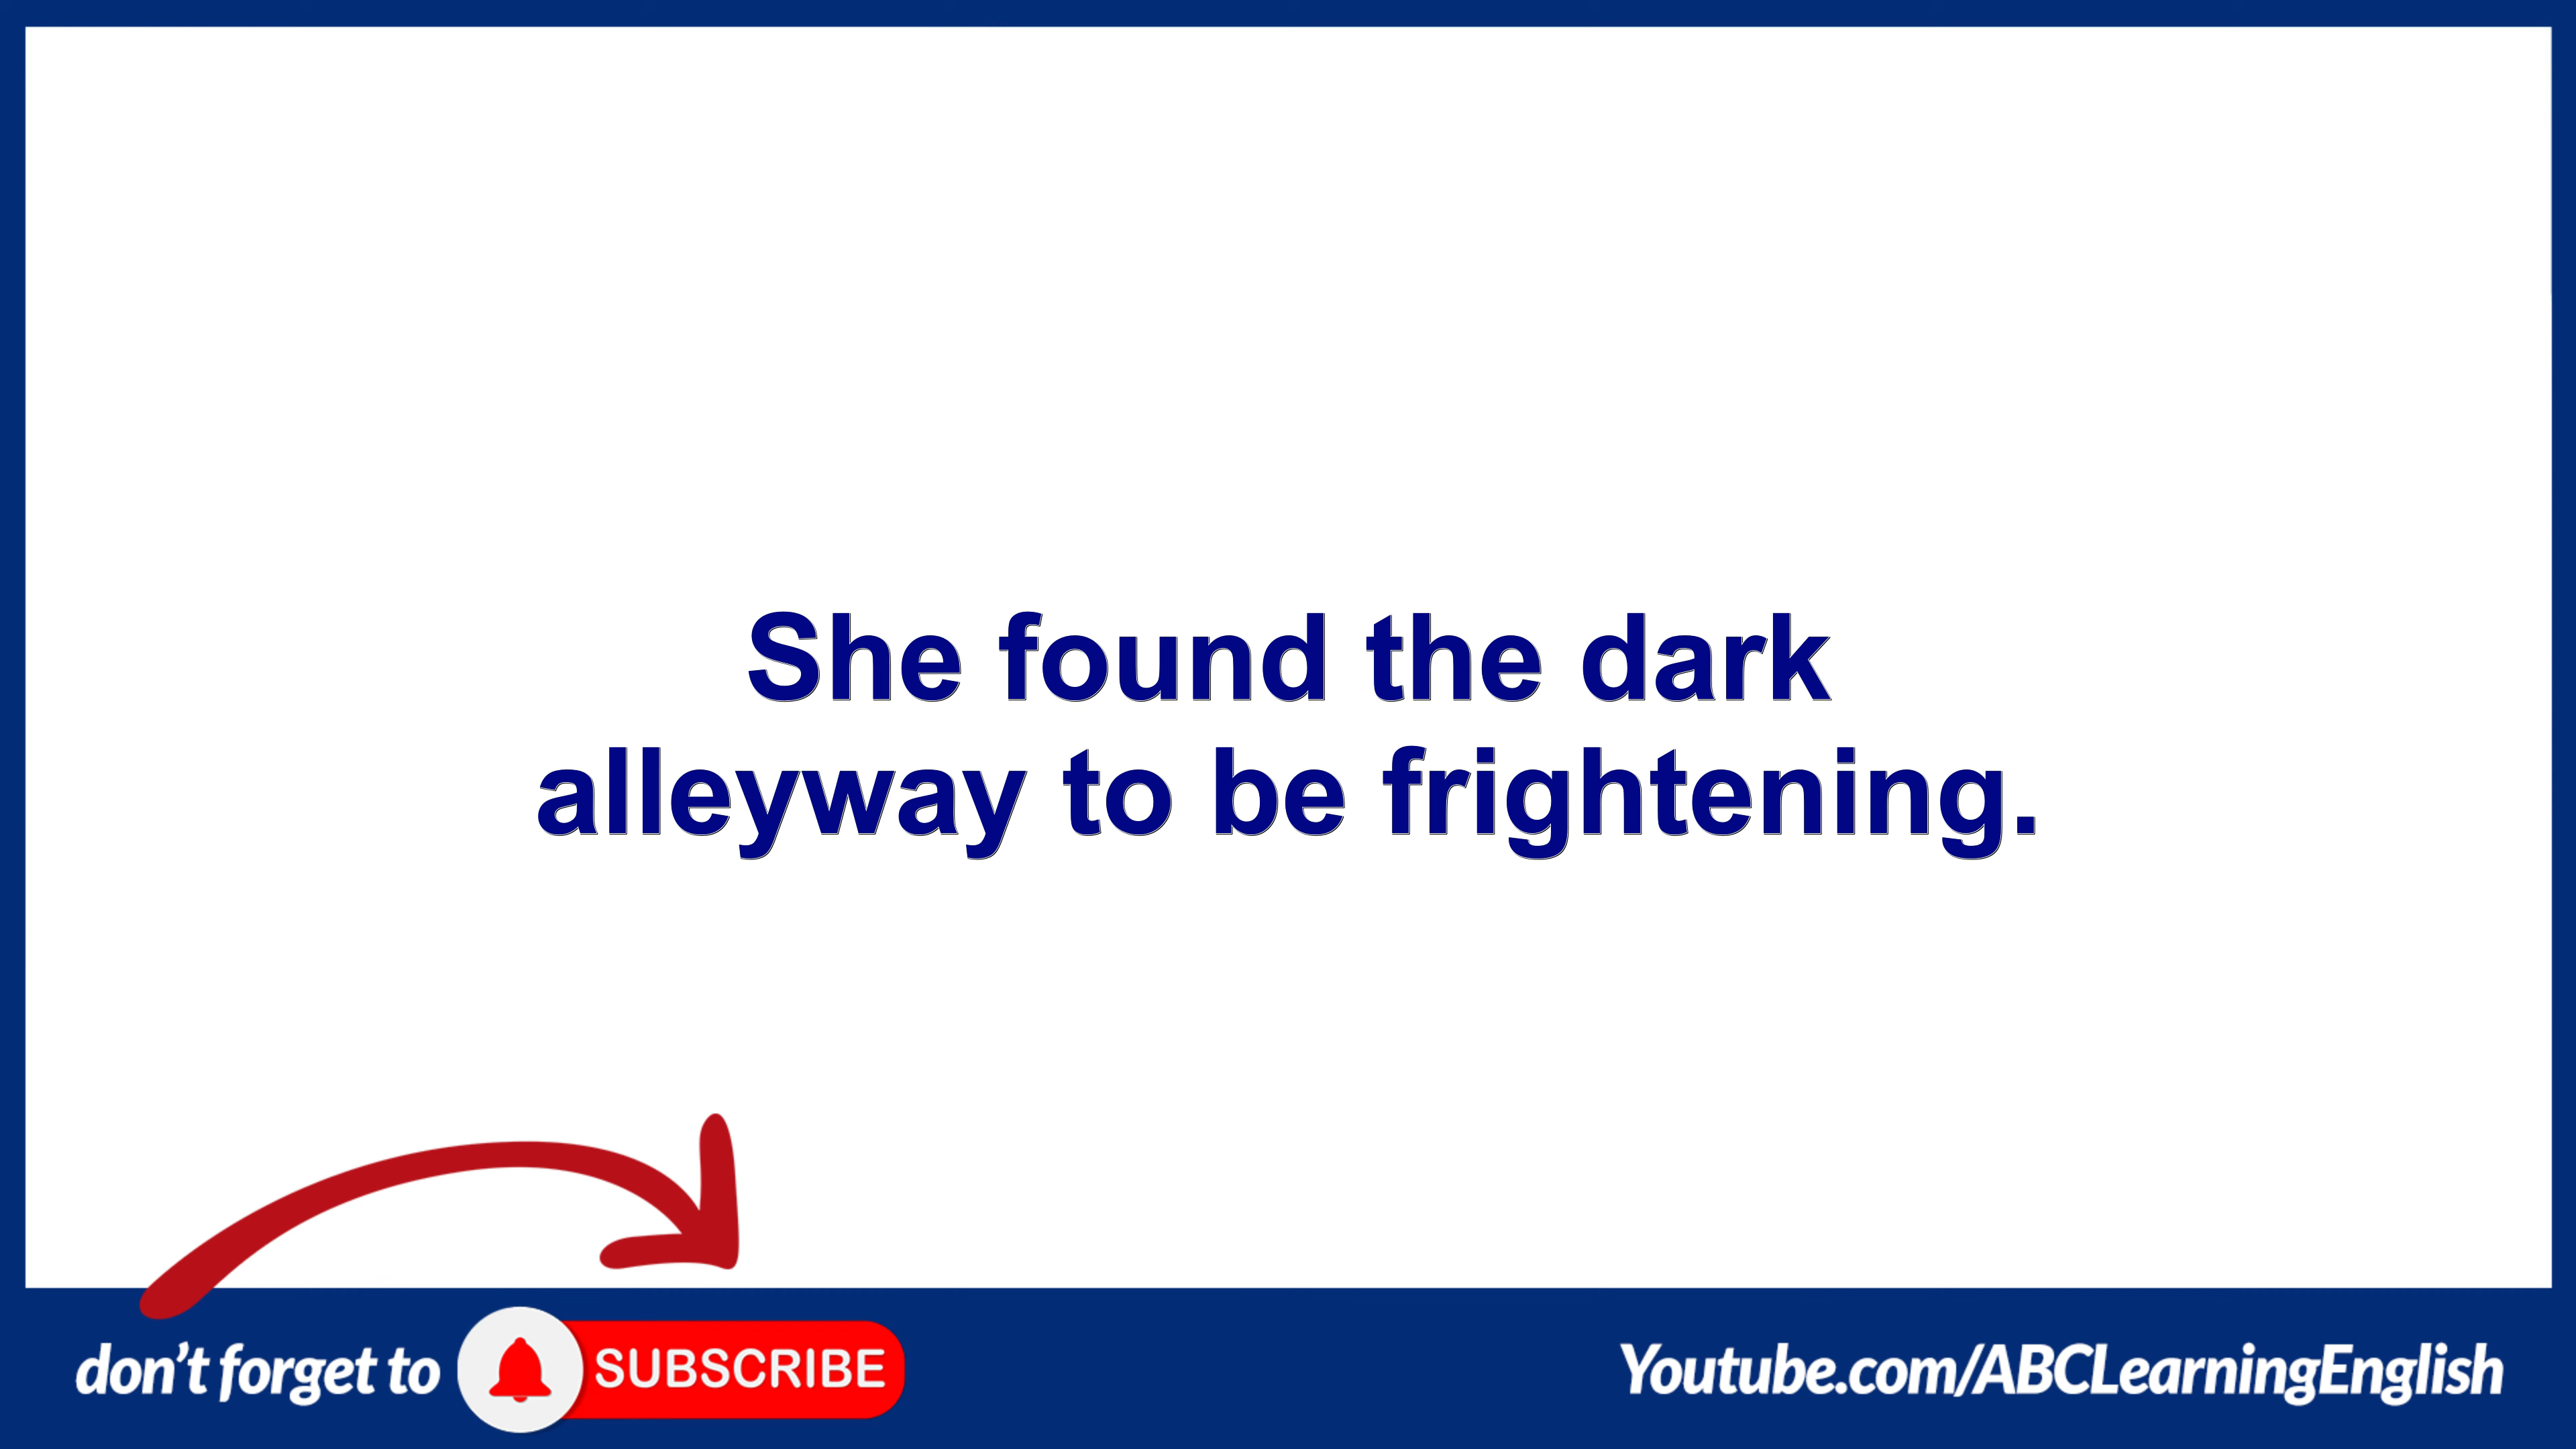 She found the dark
alleyway to be frightening.
don't forget to SUBSCRIBE
Youtube.com/ABCLearningEnglish